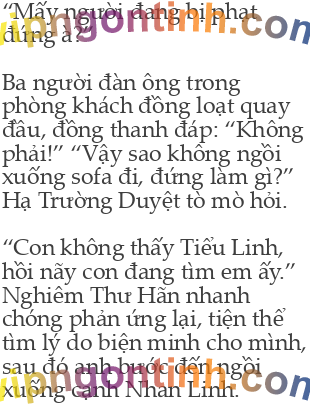 “Mấy người đang bị phạt
vipngontinh.com
đúng à?”
Ba người đàn ông trong
phòng khách đồng loạt quay
đầu, đồng thanh đáp: “Không
phải!” “Vậy sao không ngồi
xuống sofa đi, đứng làm gì?”
Hạ Trường Duyệt tò mò hỏi.
“Con không thấy Tiểu Linh,
hồi nãy con đang tìm em ấy.”
Nghiêm Thư Hãn nhanh
chóng phản ứng lại, tiện thể
tìm lý do biện minh cho mình,
sau đó anh bước đến ngồi
vipngontinh.com
xuống cạnh Nhan Linh.